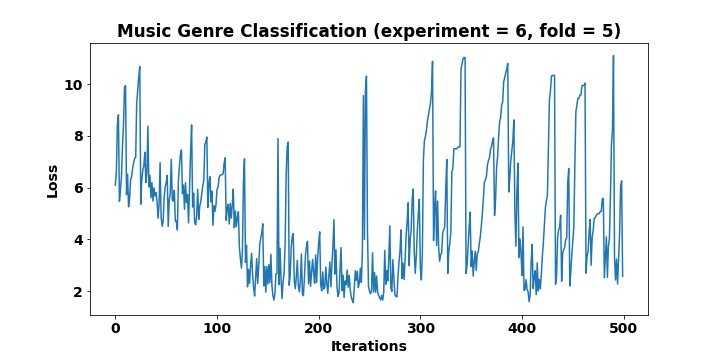 Music Genre Classification (experiment = 6, fold = 5)
10
8
6
4
2
Loss
0 100 200 300 400 500
Iterations